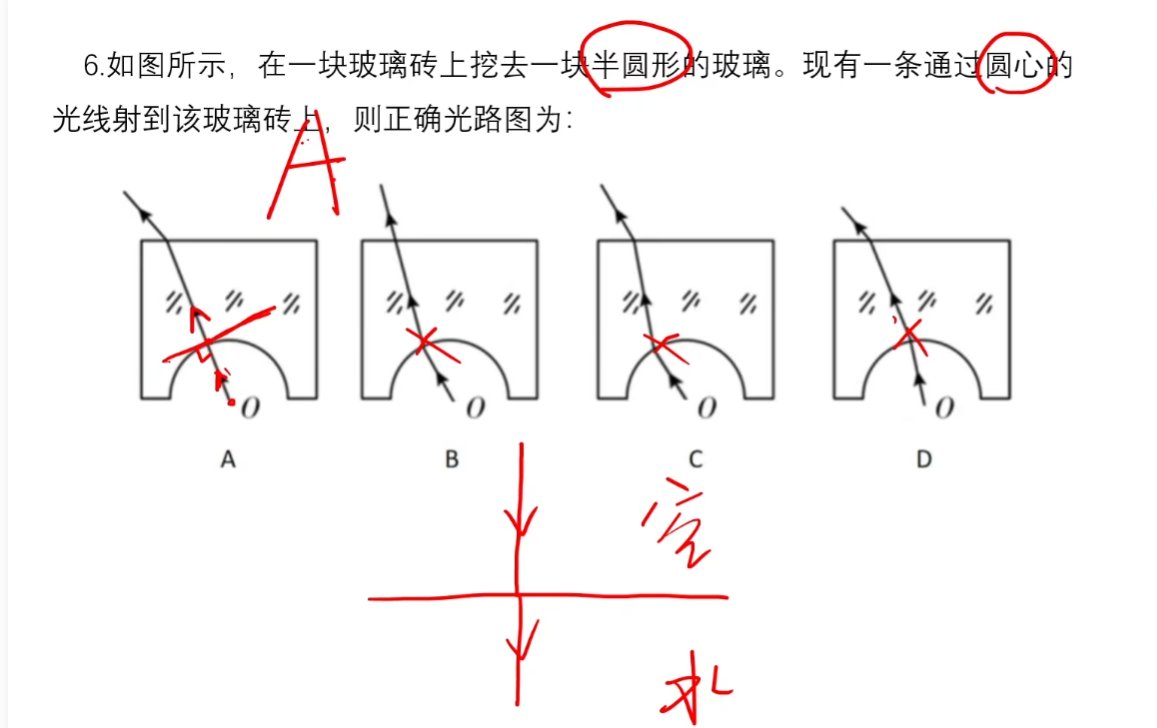 6.如图所示，在一块玻璃砖上挖去一块半圆形的玻璃。现有一条通过圆心的
光线射到该玻璃砖上，则正确光路图为：
A
O O O O
A B C D
空
水